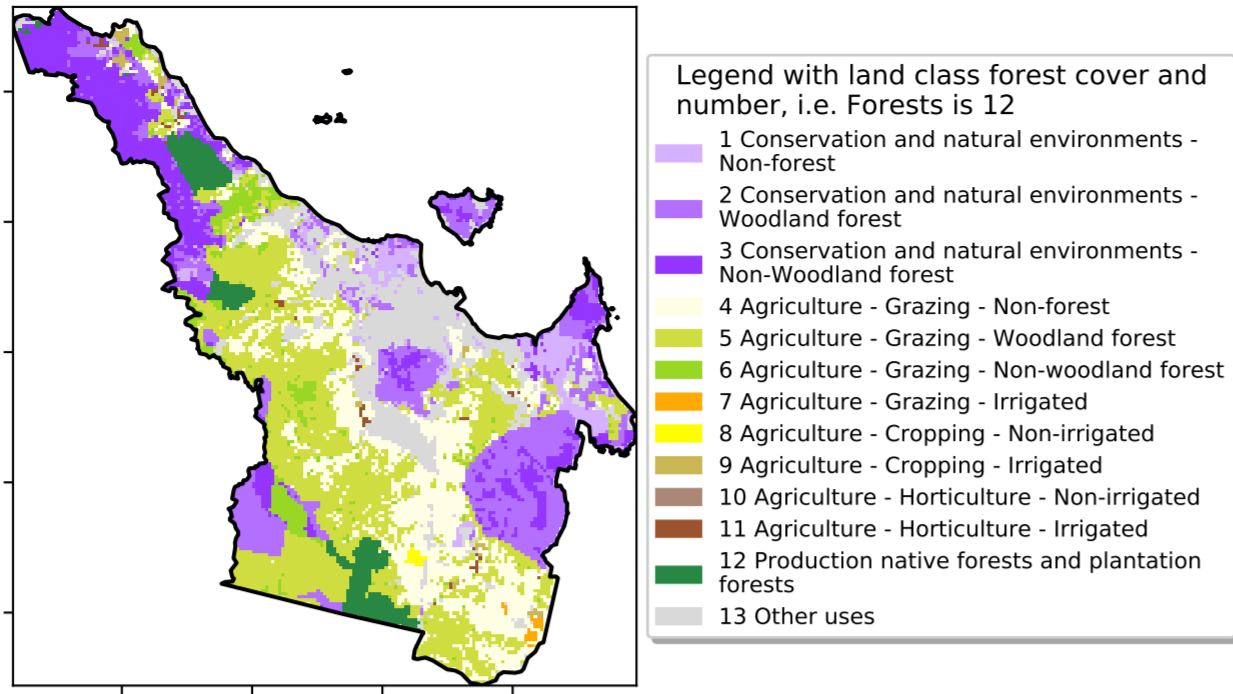 Legend with land class forest cover and
number, i.e. Forests is 12
1 Conservation and natural environments -
Non-forest
2 Conservation and natural environments -
Woodland forest
3 Conservation and natural environments -
Non-Woodland forest
4 Agriculture - Grazing - Non-forest
5 Agriculture - Grazing - Woodland forest
6 Agriculture - Grazing - Non-woodland forest
7 Agriculture - Grazing - Irrigated
8 Agriculture - Cropping - Non-irrigated
9 Agriculture - Cropping - Irrigated
10 Agriculture - Horticulture - Non-irrigated
11 Agriculture - Horticulture - Irrigated
12 Production native forests and plantation
forests
13 Other uses